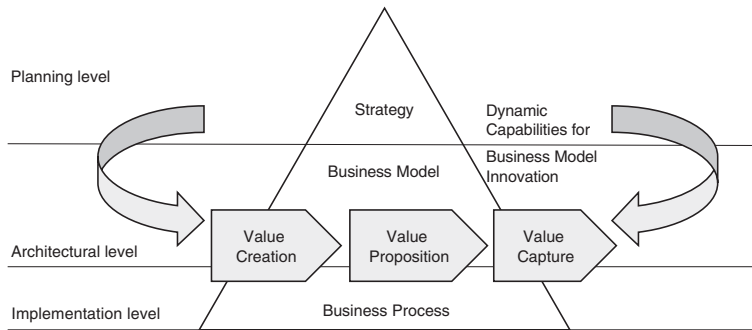 Planning level
Strategy
Dynamic
Capabilities for
Business Model
Innovation
Business Model
Value
Creation
Value
Proposition
Value
Capture
Architectural level
Implementation level
Business Process